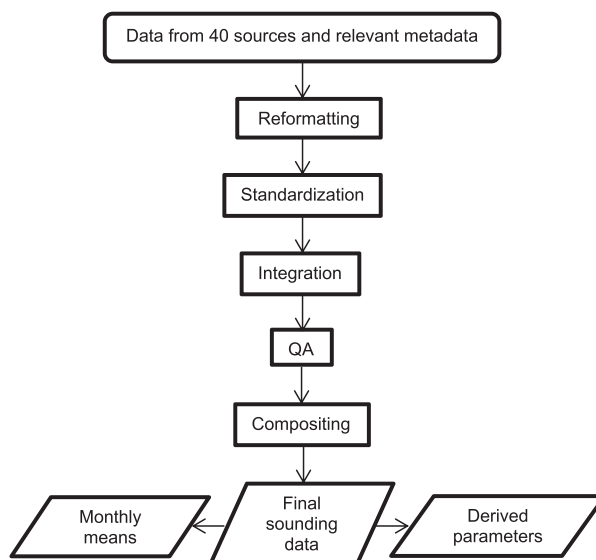 Data from 40 sources and relevant metadata
Reformatting
Standardization
Integration
QA
Compositing
Monthly
means
Final
sounding
data
Derived
parameters